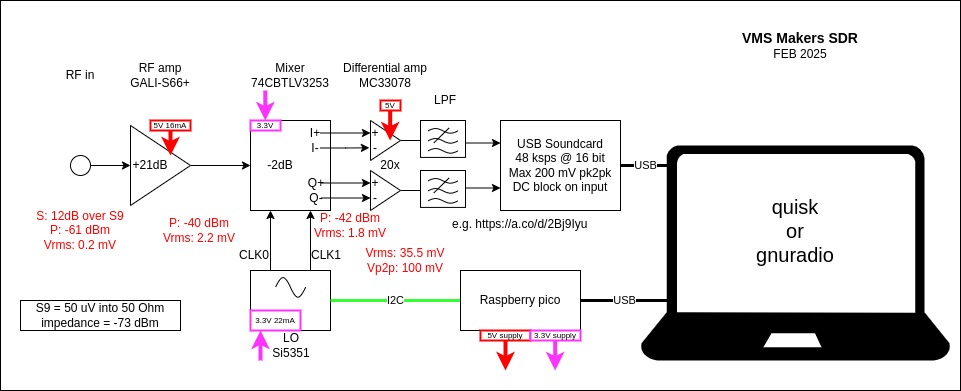 VMS Makers SDR
FEB 2025
RF in
RF amp
GALI-S66+
Mixer
74CBTLV3253
Differential amp
MC33078
LPF
5V 16mA
3.3V
5V
+21dB
-2dB
I+
I-
Q+
Q-
+
-
+
-
20x
USB Soundcard
48 ksps @ 16 bit
Max 200 mV pk2pk
DC block on input
USB
quisk
or
gnuradio
S: 12dB over S9
P: -61 dBm
Vrms: 0.2 mV
P: -40 dBm
Vrms: 2.2 mV
P: -42 dBm
Vrms: 1.8 mV
e.g. https://a.co/d/2Bj9Iyu
CLK0
CLK1
Vrms: 35.5 mV
Vp2p: 100 mV
I2C
Raspberry pico
USB
S9 = 50 uV into 50 Ohm
impedance = -73 dBm
3.3V 22mA
LO
Si5351
5V supply
3.3V supply